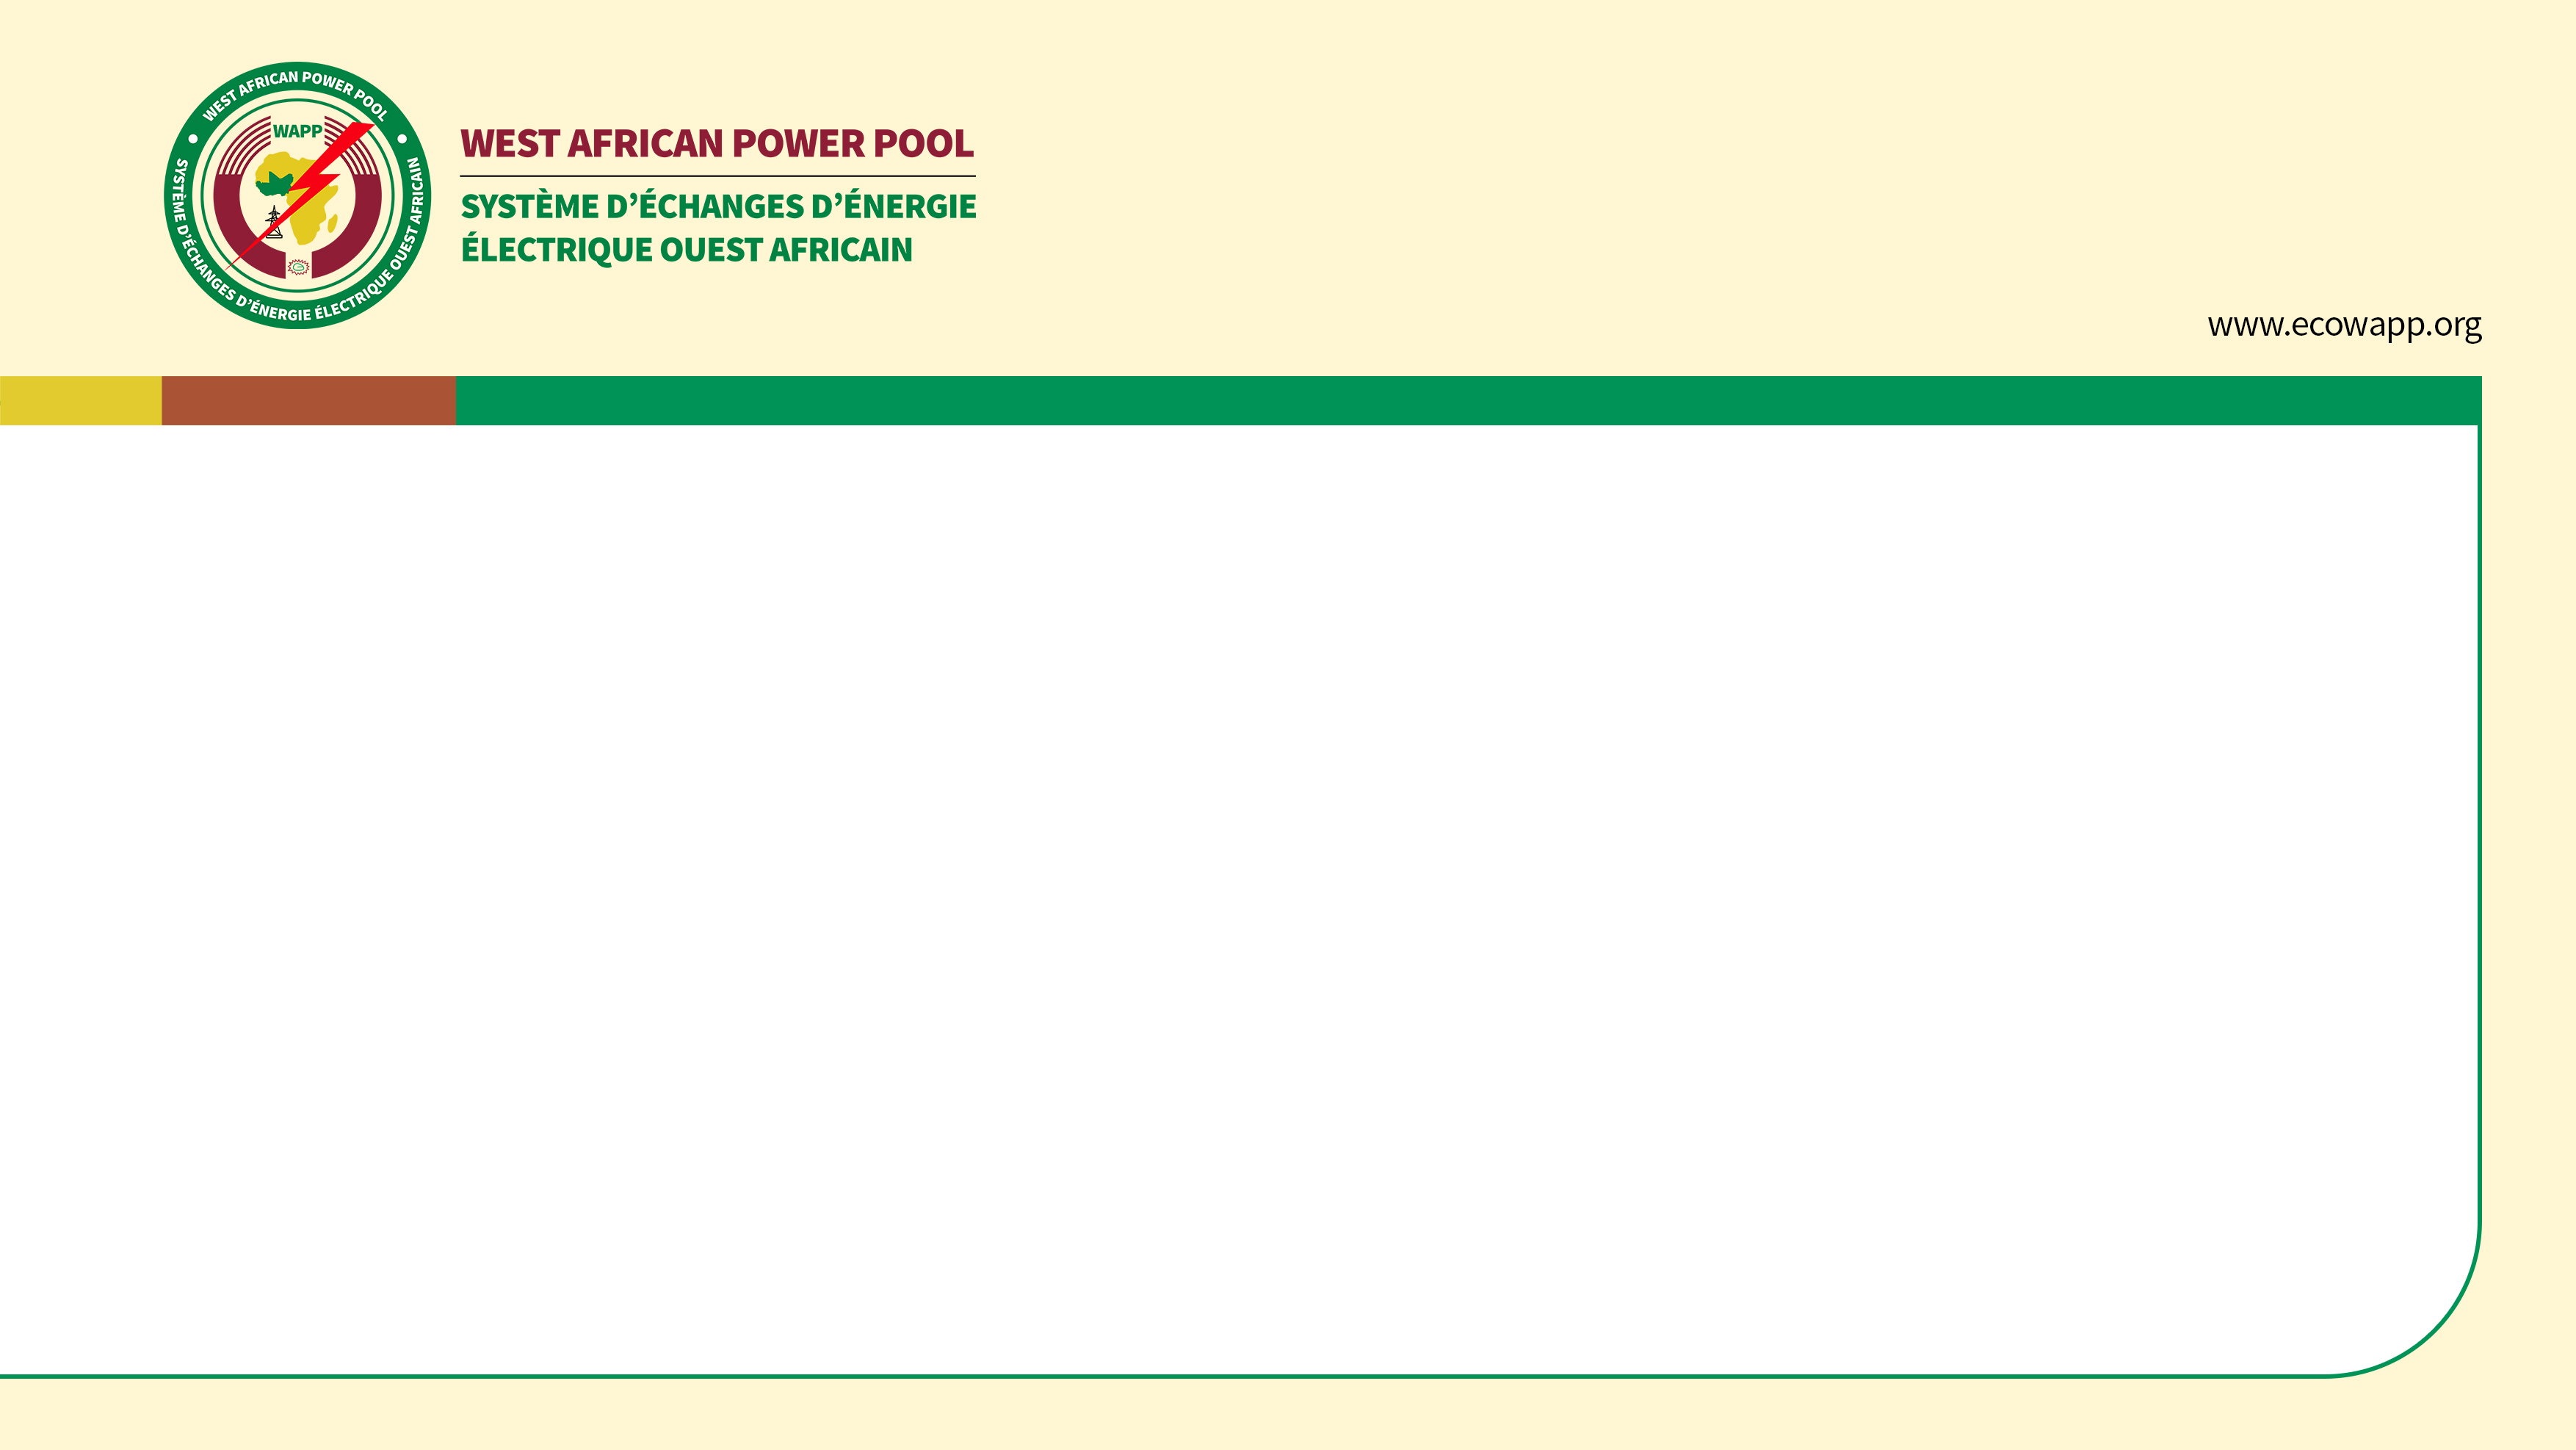 WEST AFRICAN POWER POOL
WAPP
SYSTÈME D’ÉCHANGES D’ÉNERGIE ÉLECTRIQUE OUEST AFRICAIN
WEST AFRICAN POWER POOL
SYSTÈME D’ÉCHANGES D’ÉNERGIE
ÉLECTRIQUE OUEST AFRICAIN
www.ecowapp.org